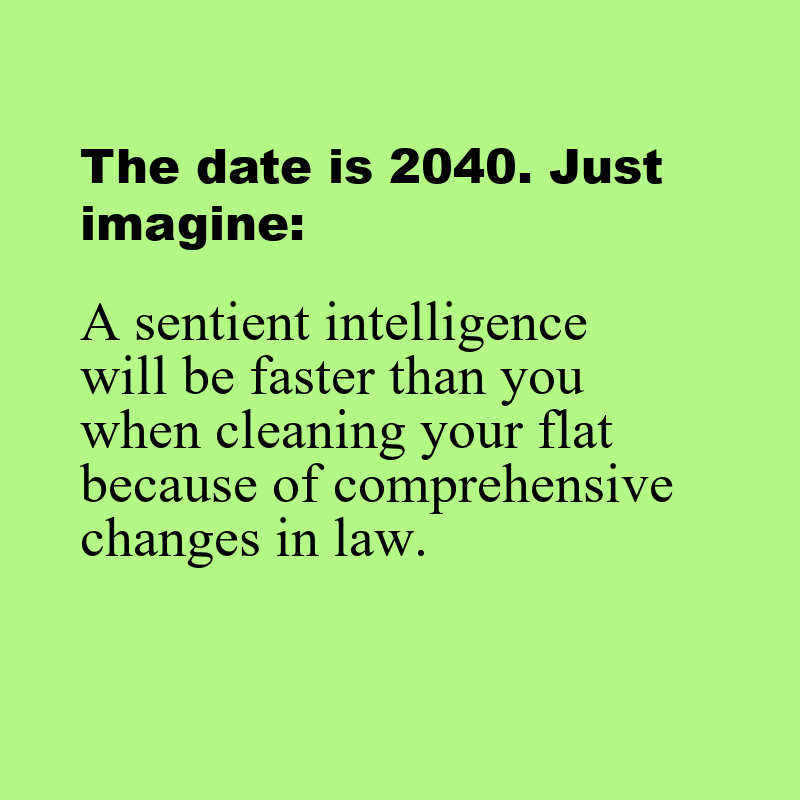 The date is 2040. Just
imagine:
A sentient intelligence
will be faster than you
when cleaning your flat
because of comprehensive
changes in law.